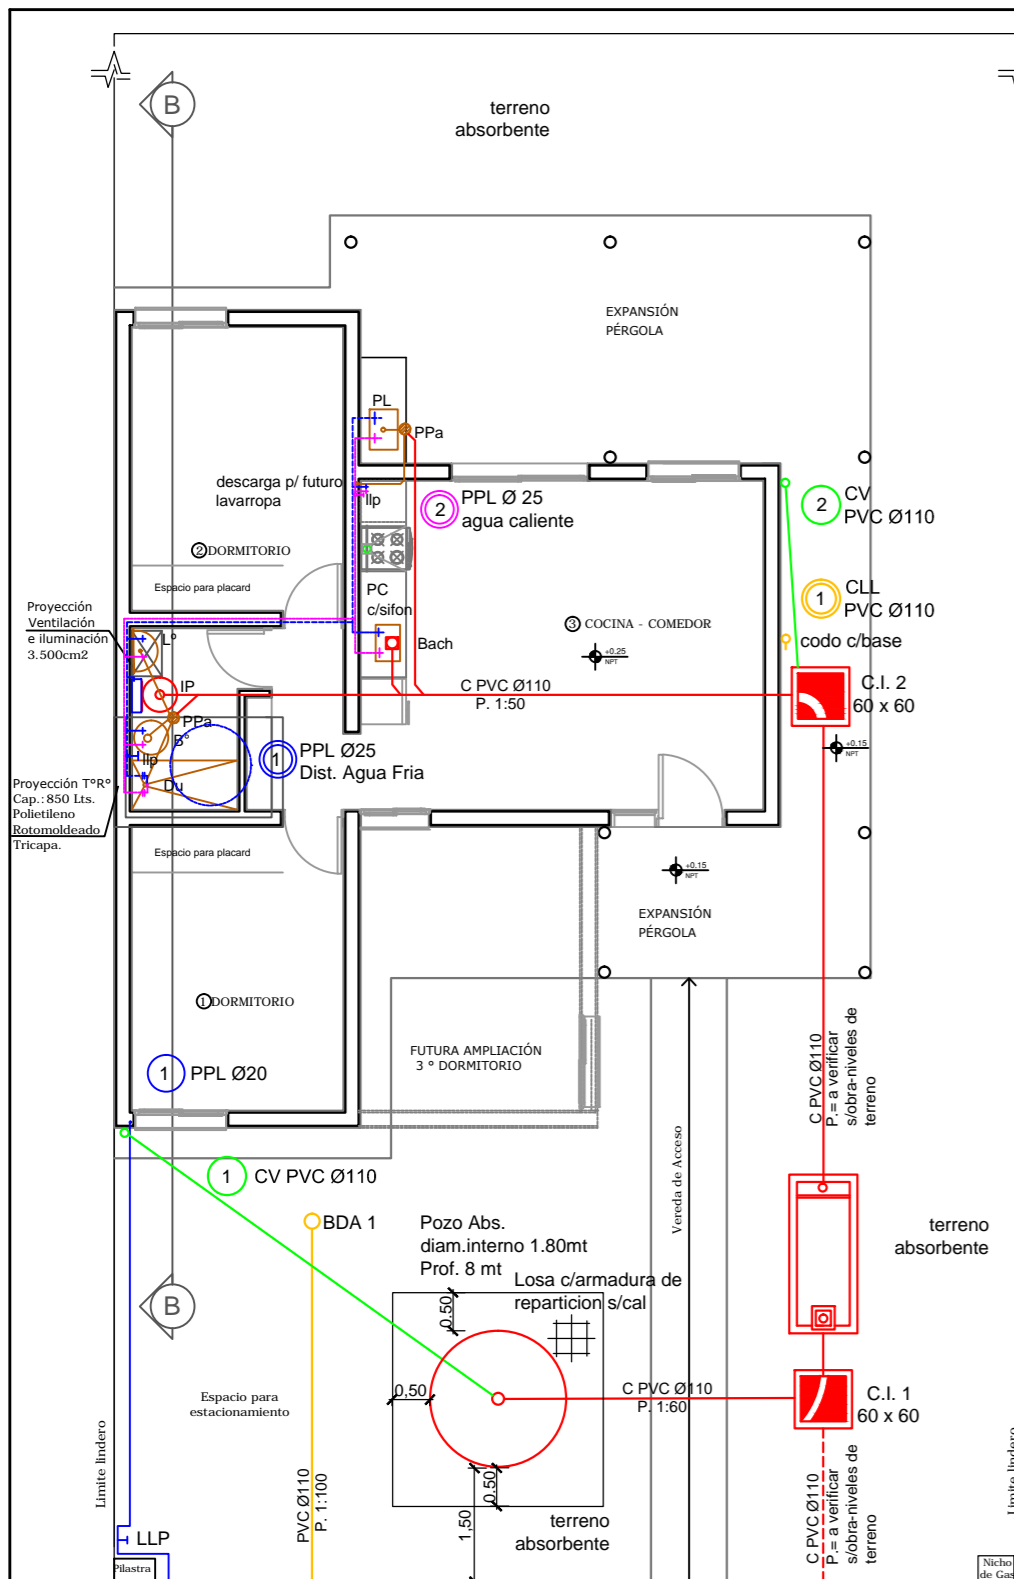 B
terreno
absorbente
EXPANSIÓN
PÉRGOLA
PL
PPa
descarga p/ futuro
lavarropa
llp
2
PPL Ø 25
agua caliente
2
CV
PVC Ø110
2 DORMITORIO
Espacio para placard
PC
c/sifon
1
CLL
PVC Ø110
Proyección
Ventilación
e iluminación
3.500cm2
L°
3 COCINA - COMEDOR
+0.25
NPT
Bach
codo c/base
IP
C PVC Ø110
P. 1:50
C.I. 2
60 x 60
PPa
B°
llp
Du
1
PPL Ø25
Dist. Agua Fria
+0.15
NPT
Proyección T°R°
Cap.: 850 Lts.
Polietileno
Rotomoldeado
Tricapa.
Espacio para placard
+0.15
NPT
EXPANSIÓN
PÉRGOLA
1 DORMITORIO
FUTURA AMPLIACIÓN
3 ° DORMITORIO
1
PPL Ø20
C PVC Ø110
P.= a verificar
s/obra-niveles de
terreno
Vereda de Acceso
1
CV PVC Ø110
BDA 1
Pozo Abs.
diam.interno 1.80mt
Prof. 8 mt
terreno
absorbente
Losa c/armadura de
reparticion s/cal
B
0.50
0,50
C PVC Ø110
P. 1:60
C.I. 1
60 x 60
Espacio para
estacionamiento
Limite lindero
Limite lindero
PVC Ø110
P. 1:100
0.50
1,50
terreno
absorbente
C PVC Ø110
P.= a verificar
s/obra-niveles de
terreno
LLP
Pilastra
Nicho
de Gas